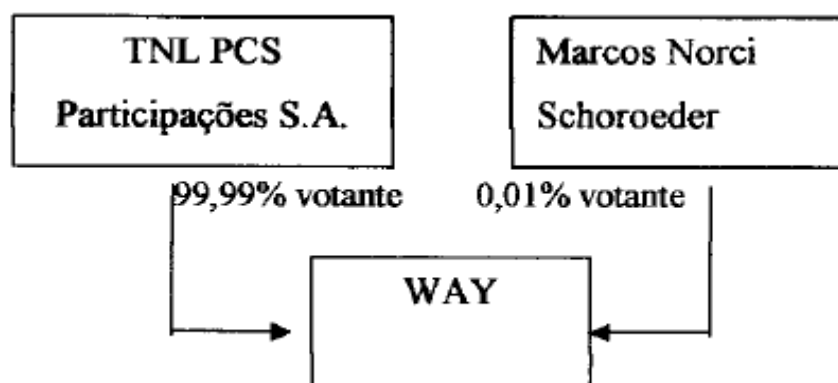 TNL PCS
Participações S.A.
Marcos Norci
Schoroeder
99,99% votante
0,01% votante
WAY